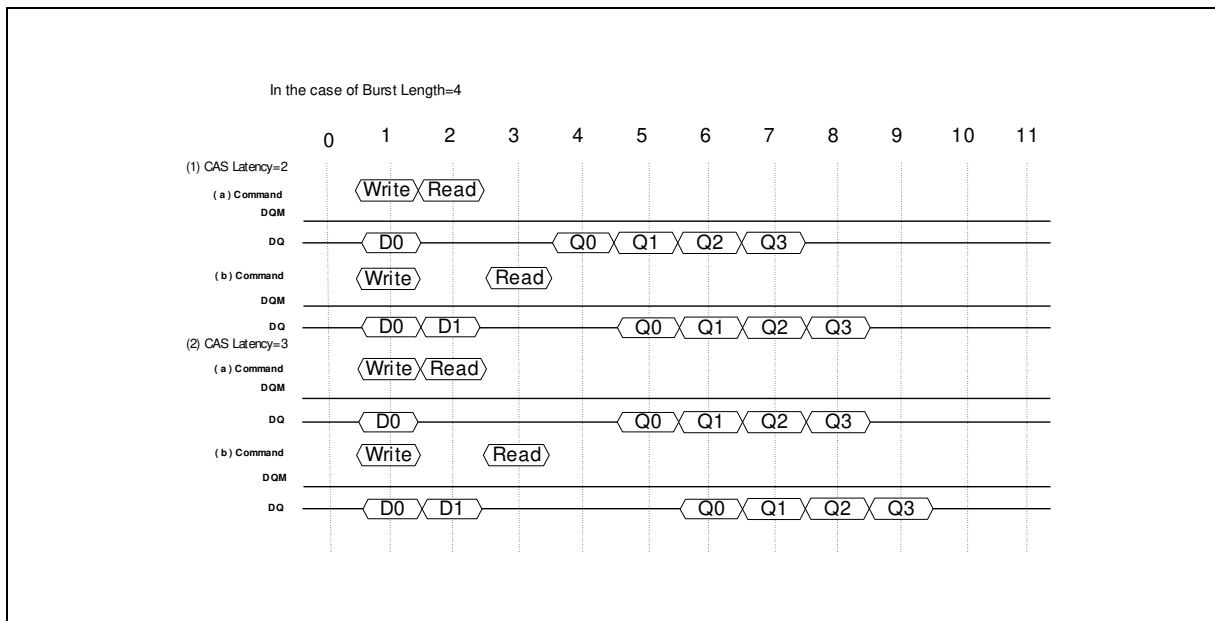 In the case of Burst Length=4
0 1 2 3 4 5 6 7 8 9 10 11
(1) CAS Latency=2
( a ) Command Write Read
DQM
DQ D0 Q0 Q1 Q2 Q3
( b ) Command Write Read
DQM
DQ D0 D1 Q0 Q1 Q2 Q3
(2) CAS Latency=3
( a ) Command Write Read
DQM
DQ D0 Q0 Q1 Q2 Q3
( b ) Command Write Read
DQM
DQ D0 D1 Q0 Q1 Q2 Q3